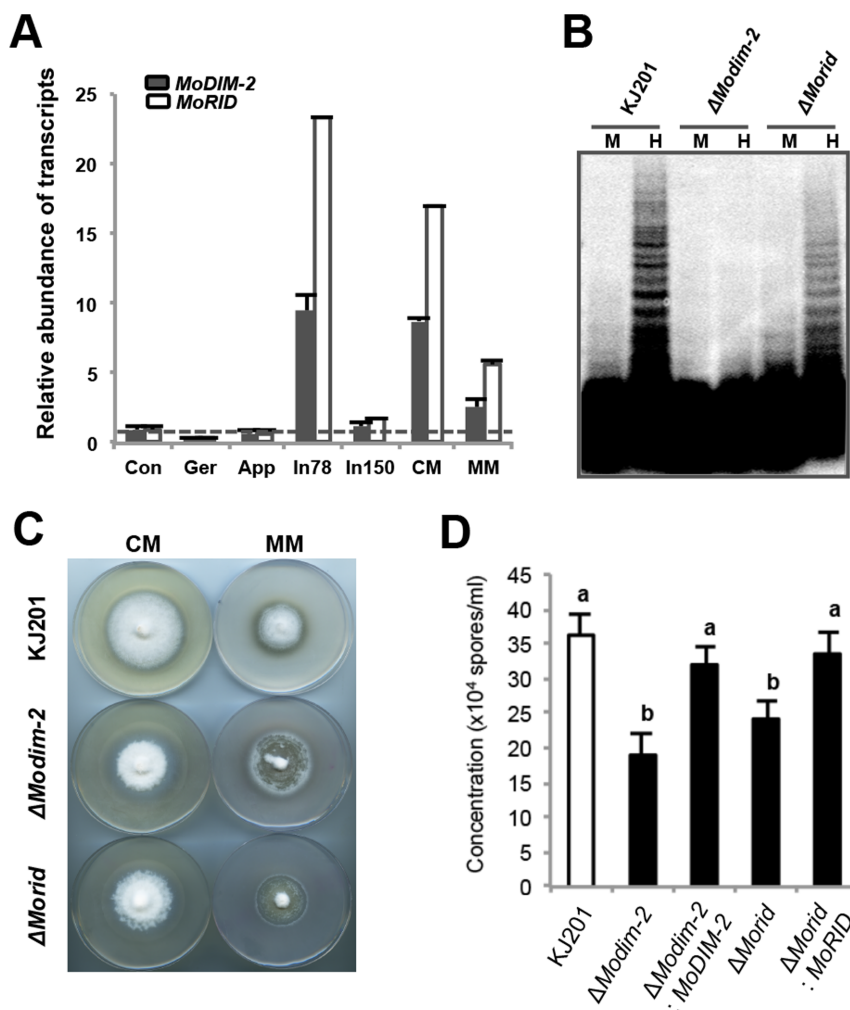 A
MoDIM-2
MoRID
Relative abundance of transcripts
25
20
15
10
5
0
Con Ger App In78 In150 CM MM
B
KJ201 ΔModim-2 ΔMorid
M H M H M H
C
CM MM
KJ201
ΔModim-2
ΔMorid
D
Concentration (x10⁴ spores/ml)
45
40
35
30
25
20
15
10
5
0
a b a b a
KJ201
ΔModim-2
ΔModim-2
: MoDIM-2
ΔMorid
ΔMorid
: MoRID